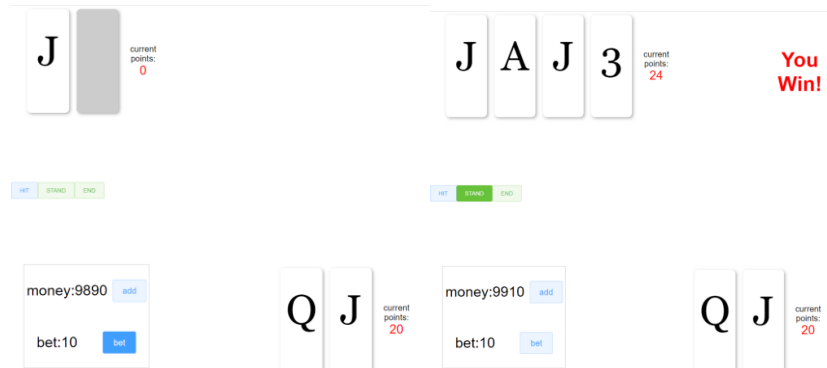 J
current
points:
0
HIT STAND END
money:9890 add
bet:10 bet
Q J
current
points:
20
J A J 3
current
points:
24
You
Win!
HIT STAND END
money:9910 add
bet:10 bet
Q J
current
points:
20